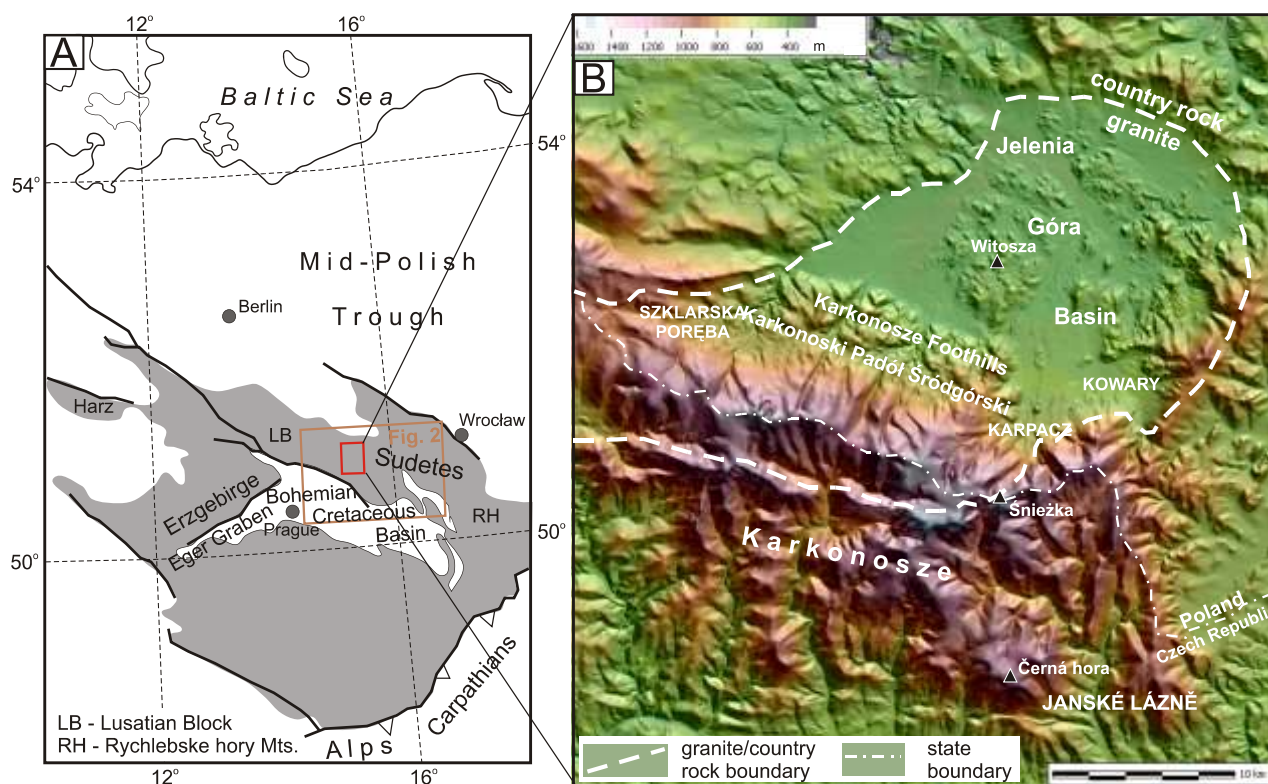 12°
16°
A
Baltic Sea
54°
54°
Mid-Polish
Trough
Berlin
Harz
Wrocław
LB
Fig. 2
Sudetes
Erzgebirge
Bohemian
Cretaceous
Basin
Eger Graben
Prague
RH
50°
50°
Carpathians
Alps
LB - Lusatian Block
RH - Rychlebske hory Mts.
12°
16°
1600 1400 1200 1000 800 600 400 m
B
country rock
granite
Jelenia
Góra
Witosza
Basin
SZKLARSKA
PORĘBA
Karkonosze Foothills
Karkonoski Padół Śródgórski
KOWARY
KARPACZ
Śnieżka
Karkonosze
Poland
Czech Republi
Černá hora
JANSKÉ LÁZNĚ
granite/country
rock boundary
state
boundary
10 km